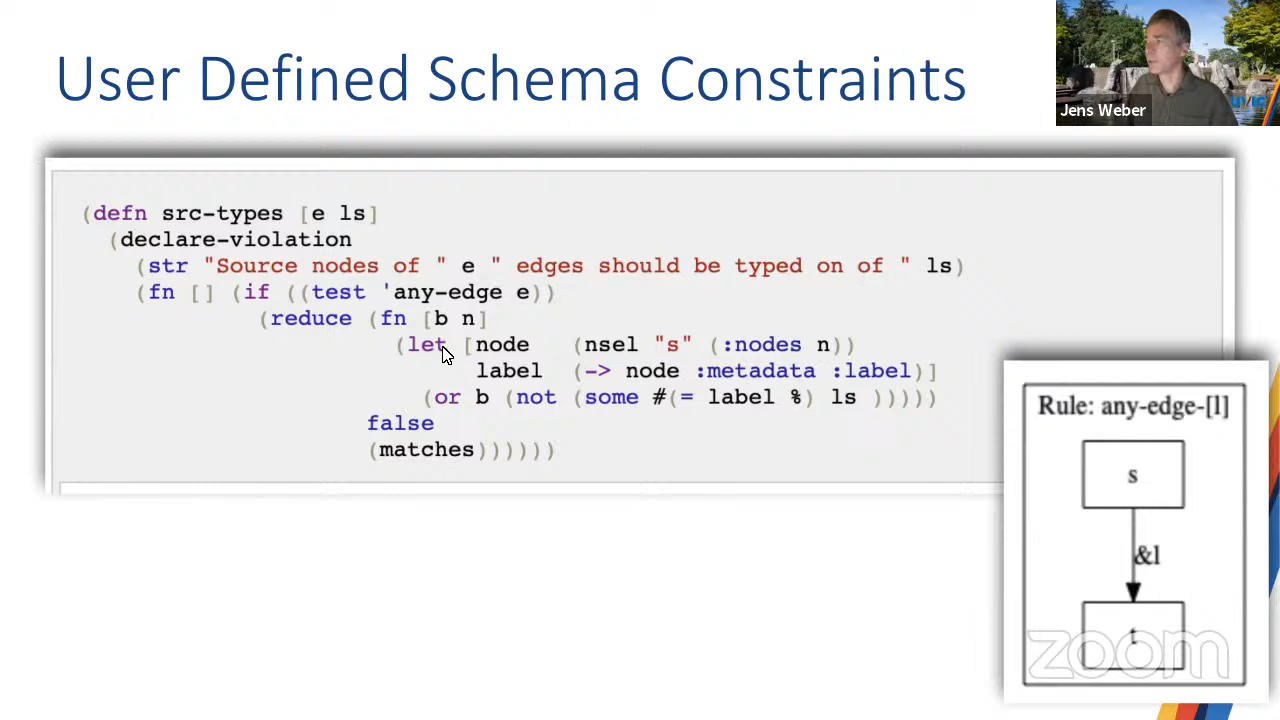 User Defined Schema Constraints
Jens Weber
(defn src-types [e ls]
(declare-violation
(str "Source nodes of " e " edges should be typed on of " ls)
(fn [] (if ((test 'any-edge e))
(reduce (fn [b n]
(let [node (nsel "s" (:nodes n))
label (-> node :metadata :label)]
(or b (not (some #(= label %) ls )))))
false
(matches))))))
Rule: any-edge-[l]
s
&l
t
zoom